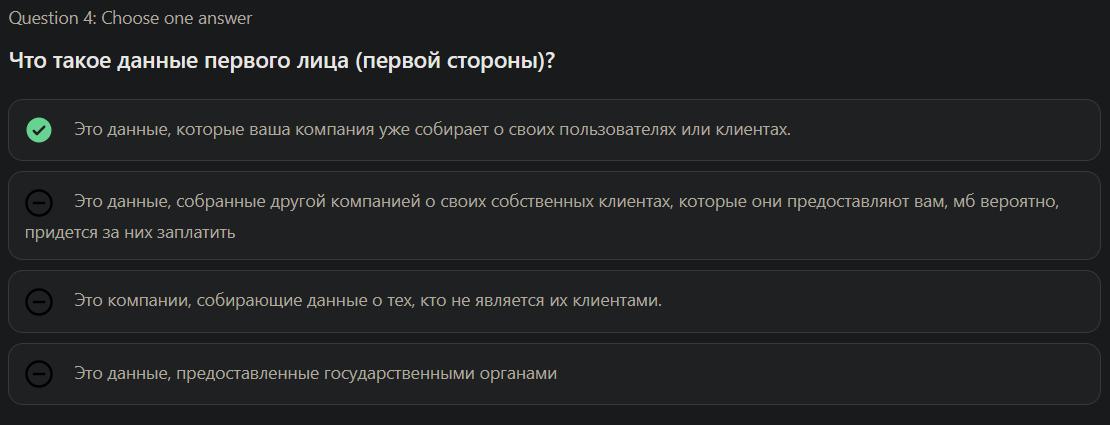 Question 4: Choose one answer
Что такое данные первого лица (первой стороны)?
Это данные, которые ваша компания уже собирает о своих пользователях или клиентах.
Это данные, собранные другой компанией о своих собственных клиентах, которые они предоставляют вам, мб вероятно,
придется за них заплатить
Это компании, собирающие данные о тех, кто не является их клиентами.
Это данные, предоставленные государственными органами